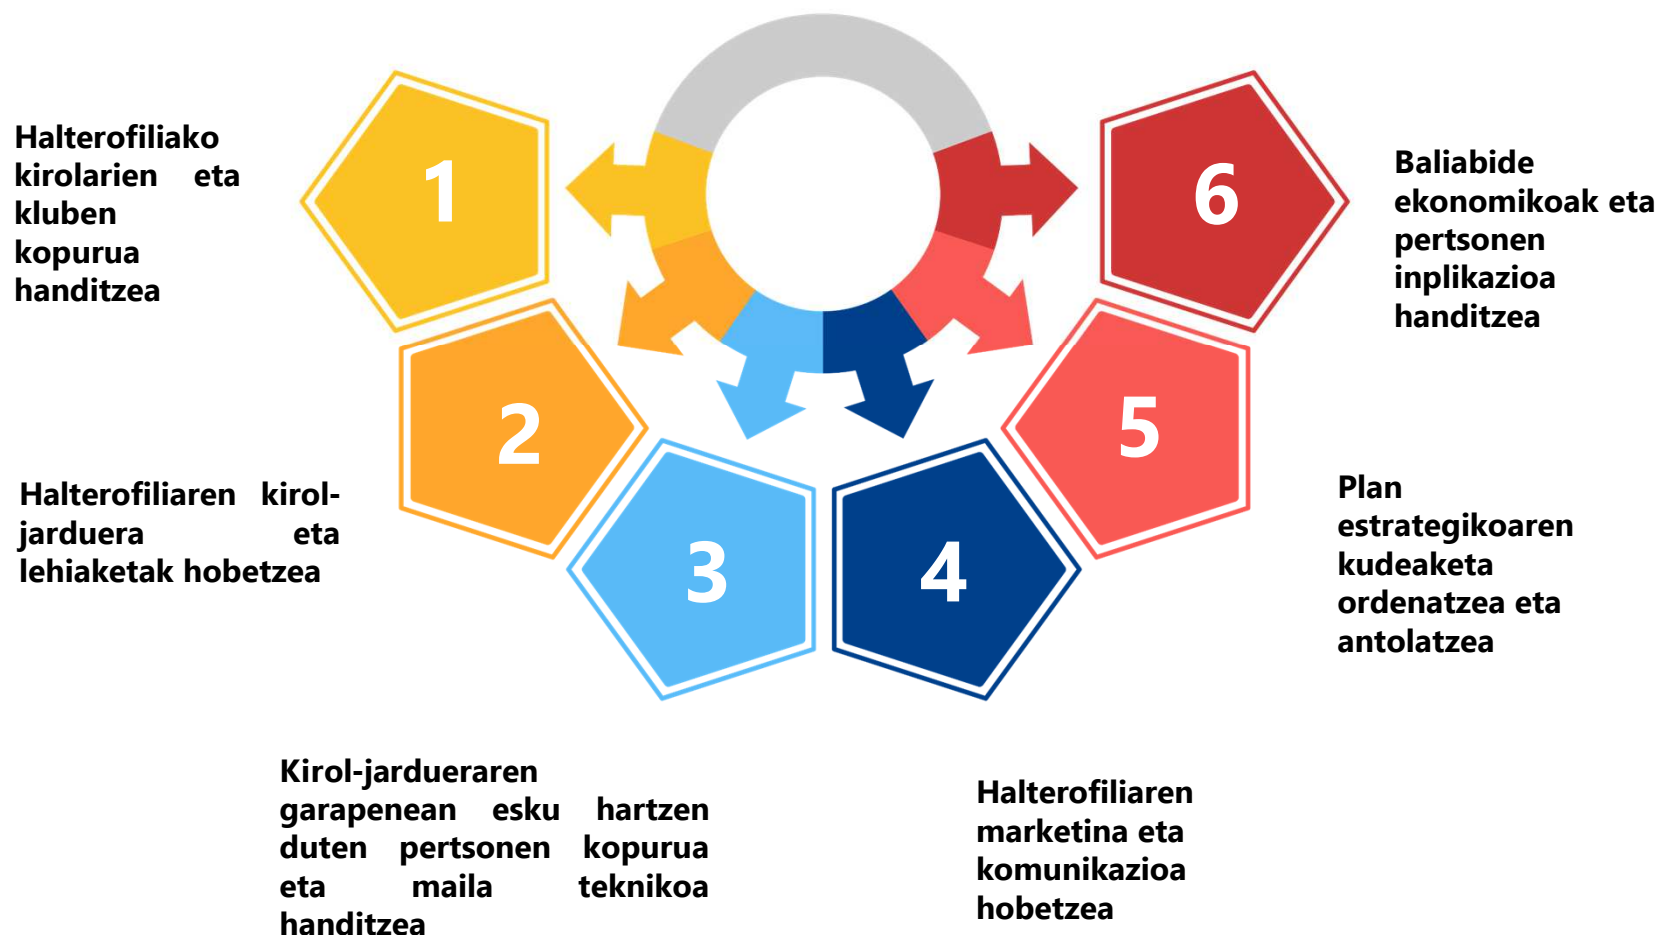 1
Halterofiliako
kirolarien eta
kluben
kopurua
handitzea
2
Halterofiliaren kirol-
jarduera eta
lehiaketak hobetzea
3
Kirol-jardueraren
garapenean esku hartzen
duten pertsonen kopurua
eta maila teknikoa
handitzea
4
Halterofiliaren
marketina eta
komunikazioa
hobetzea
5
Plan
estrategikoaren
kudeaketa
ordenatzea eta
antolatzea
6
Baliabide
ekonomikoak eta
pertsonen
inplikazioa
handitzea